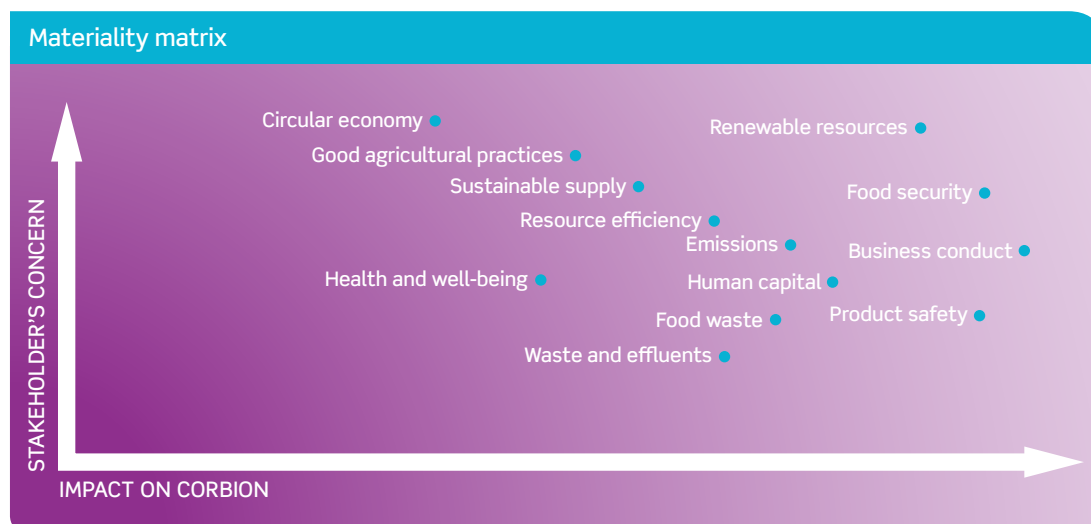 Materiality matrix
Circular economy
Renewable resources
Good agricultural practices
Sustainable supply
Food security
Resource efficiency
Emissions
Business conduct
Health and well-being
Human capital
Food waste
Product safety
Waste and effluents
STAKEHOLDER'S CONCERN
IMPACT ON CORBION